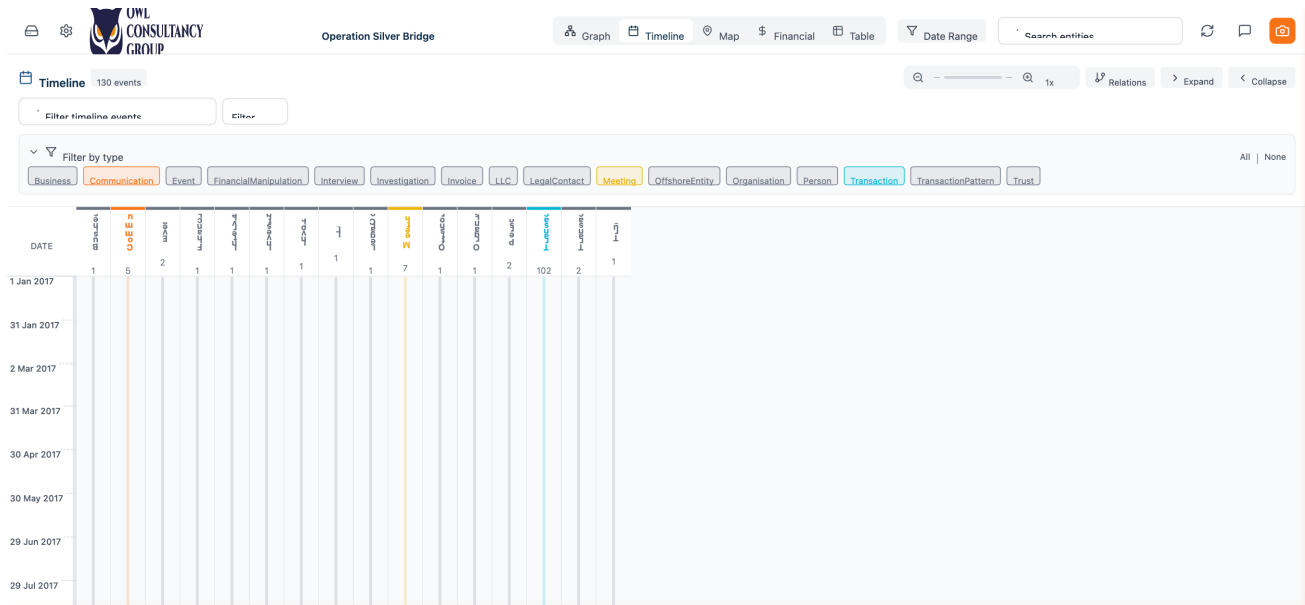 OWL
CONSULTANCY
GROUP
Operation Silver Bridge
Graph
Timeline
Map
Financial
Table
Date Range
Search entities
Timeline
130 events
1x
Relations
Expand
Collapse
Filter timeline events
Filter
Filter by type
All | None
Business
Communication
Event
FinancialManipulation
Interview
Investigation
Invoice
LLC
LegalContact
Meeting
OffshoreEntity
Organisation
Person
Transaction
TransactionPattern
Trust
DATE
1
5
2
1
1
1
1
1
1
7
1
1
2
102
2
1
1 Jan 2017
31 Jan 2017
2 Mar 2017
31 Mar 2017
30 Apr 2017
30 May 2017
29 Jun 2017
29 Jul 2017